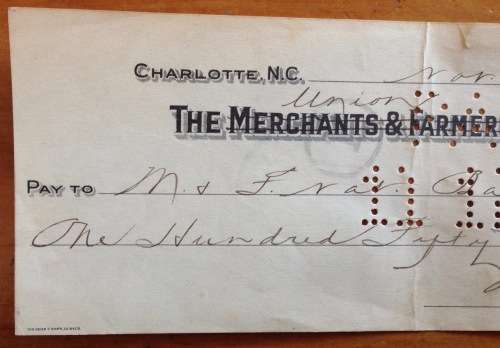 CHARLOTTE, N.C. Nov.
Union
THE MERCHANTS & FARMERS
PAY TO M. & F. Nat. Ba
One Hundred Fifty